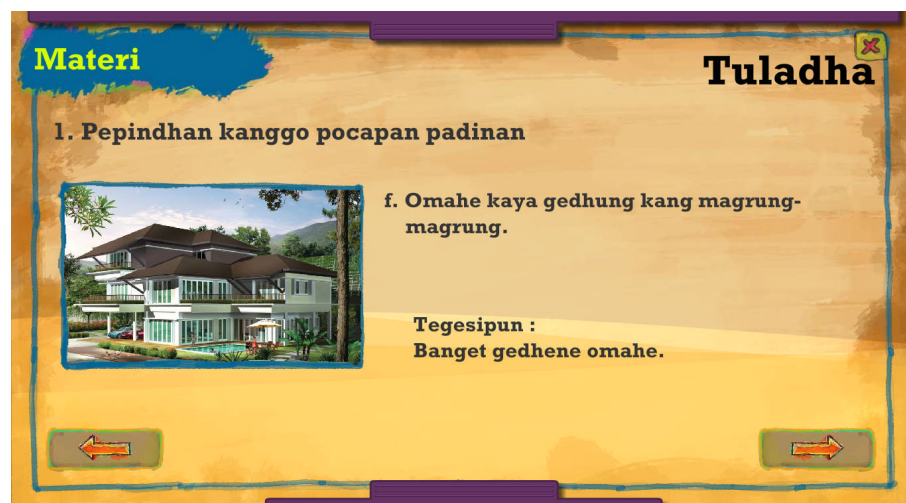 Materi
Tuladha
1. Pepindhan kanggo pocapan padinan
f. Omahe kaya gedhung kang magrung-
magrung.
Tegesipun :
Banget gedhene omahe.